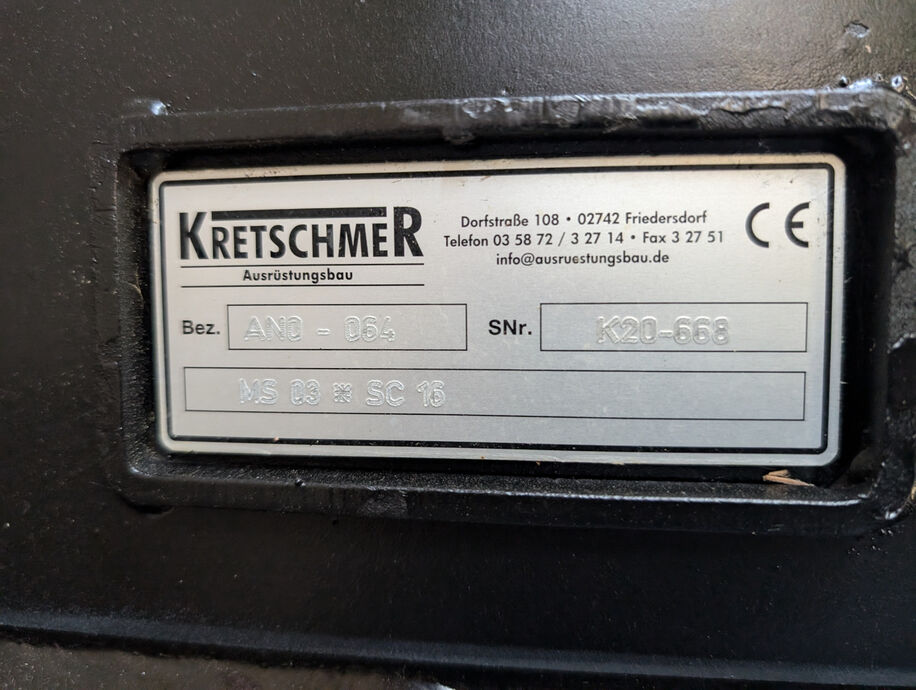 KRETSCHMER
Ausrüstungsbau
Dorfstraße 108 • 02742 Friedersdorf
Telefon 03 58 72 / 3 27 14 • Fax 3 27 51
info@ausruestungsbau.de
CE
Bez. AN0 - 064
SNr. K20-668
MS 03 ※ SC 16